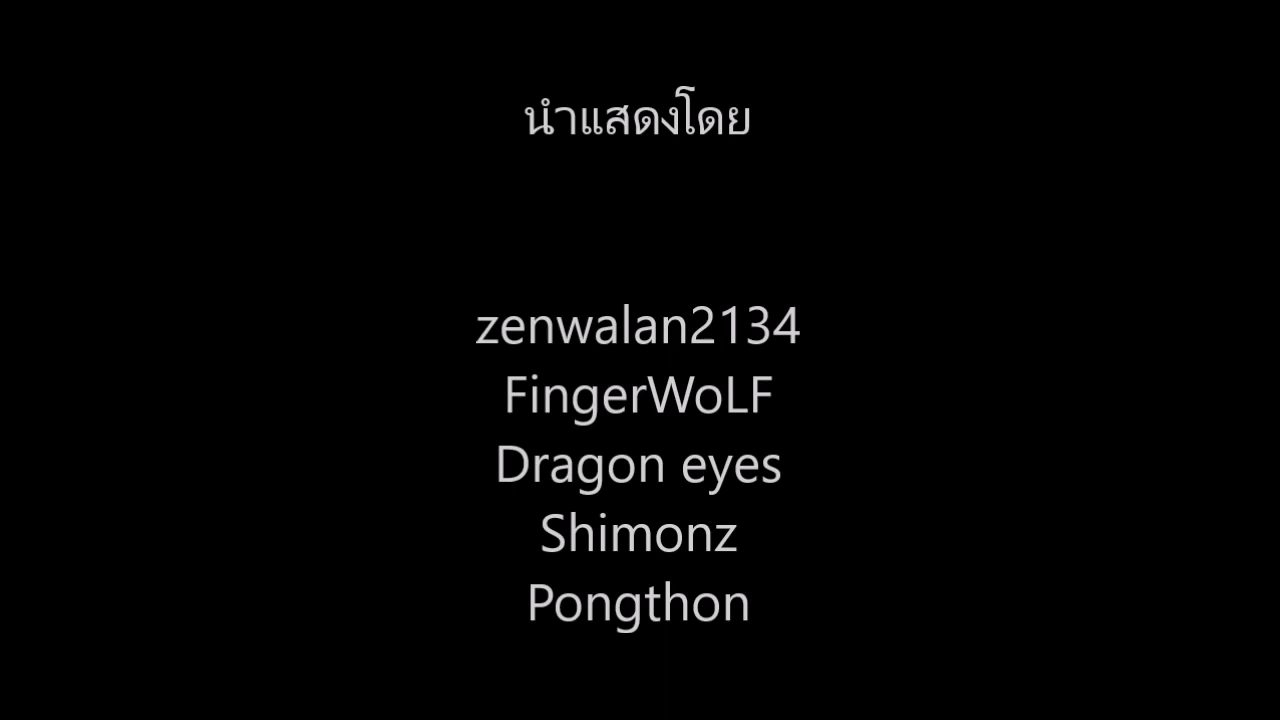 นำแสดงโดย
zenwalan2134
FingerWoLF
Dragon eyes
Shimonz
Pongthon